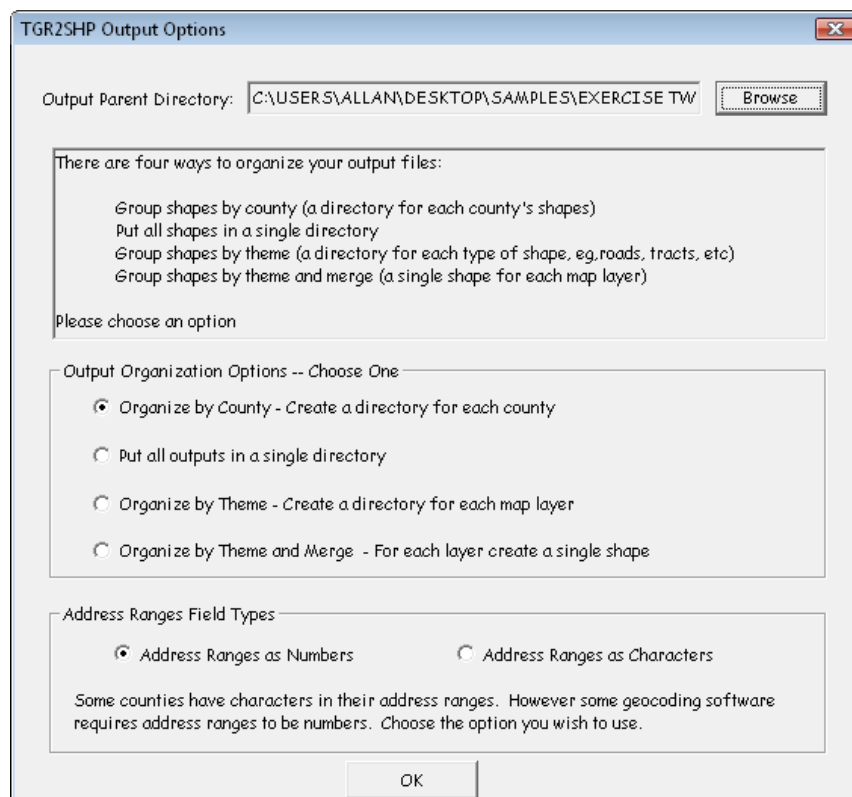 TGR2SHP Output Options
Output Parent Directory: C:\USERS\ALLAN\DESKTOP\SAMPLES\EXERCISE TW Browse
There are four ways to organize your output files:
Group shapes by county (a directory for each county's shapes)
Put all shapes in a single directory
Group shapes by theme (a directory for each type of shape, eg,roads, tracts, etc)
Group shapes by theme and merge (a single shape for each map layer)
Please choose an option
Output Organization Options -- Choose One
Organize by County - Create a directory for each county
Put all outputs in a single directory
Organize by Theme - Create a directory for each map layer
Organize by Theme and Merge - For each layer create a single shape
Address Ranges Field Types
Address Ranges as Numbers Address Ranges as Characters
Some counties have characters in their address ranges. However some geocoding software
requires address ranges to be numbers. Choose the option you wish to use.
OK